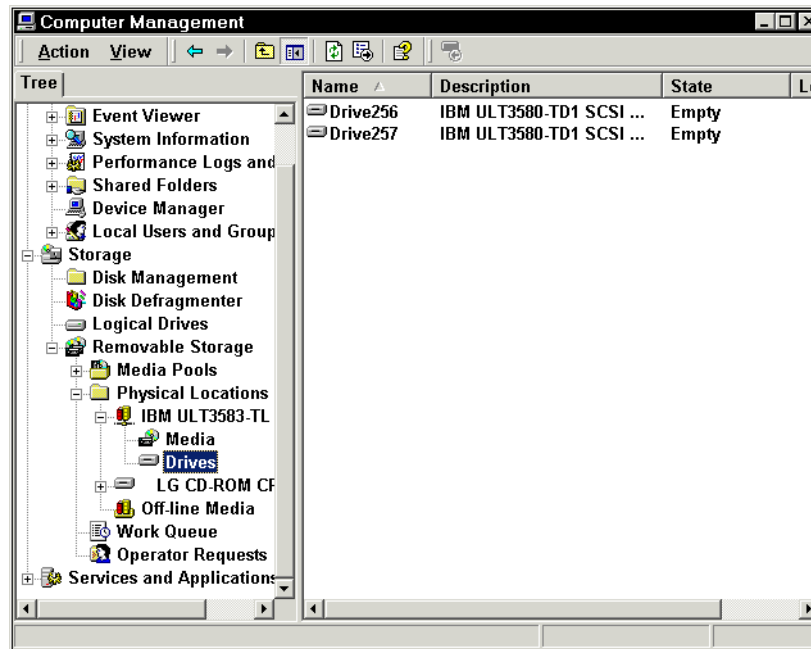 Computer Management
Action View
Tree
Name Description State L
Event Viewer
System Information
Performance Logs and
Shared Folders
Device Manager
Local Users and Group
Storage
Disk Management
Disk Defragmenter
Logical Drives
Removable Storage
Media Pools
Physical Locations
IBM ULT3583-TL
Media
Drives
LG CD-ROM CF
Off-line Media
Work Queue
Operator Requests
Services and Applications
Drive256 IBM ULT3580-TD1 SCSI ... Empty
Drive257 IBM ULT3580-TD1 SCSI ... Empty